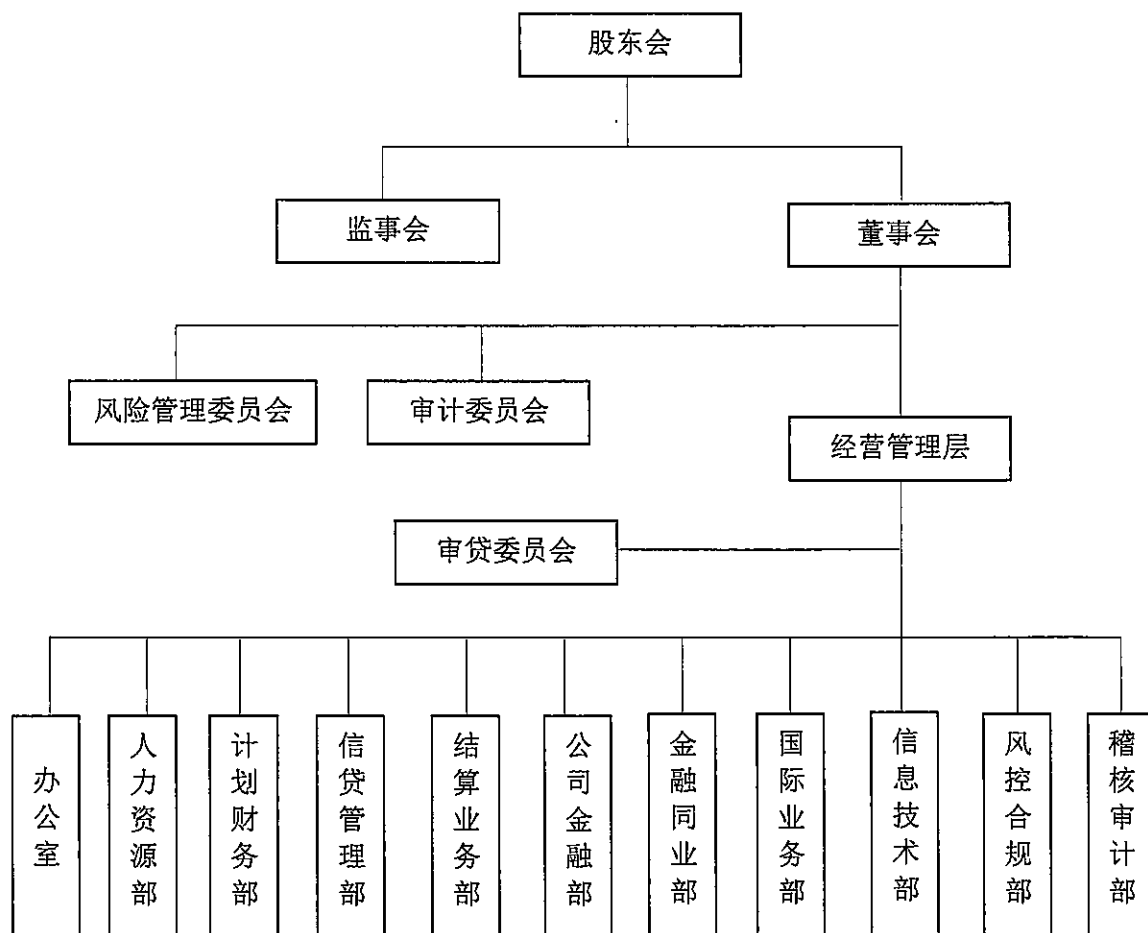 股东会
监事会
董事会
风险管理委员会
审计委员会
经营管理层
审贷委员会
办公室
人力资源部
计划财务部
信贷管理部
结算业务部
公司金融部
金融同业部
国际业务部
信息技术部
风控合规部
稽核审计部